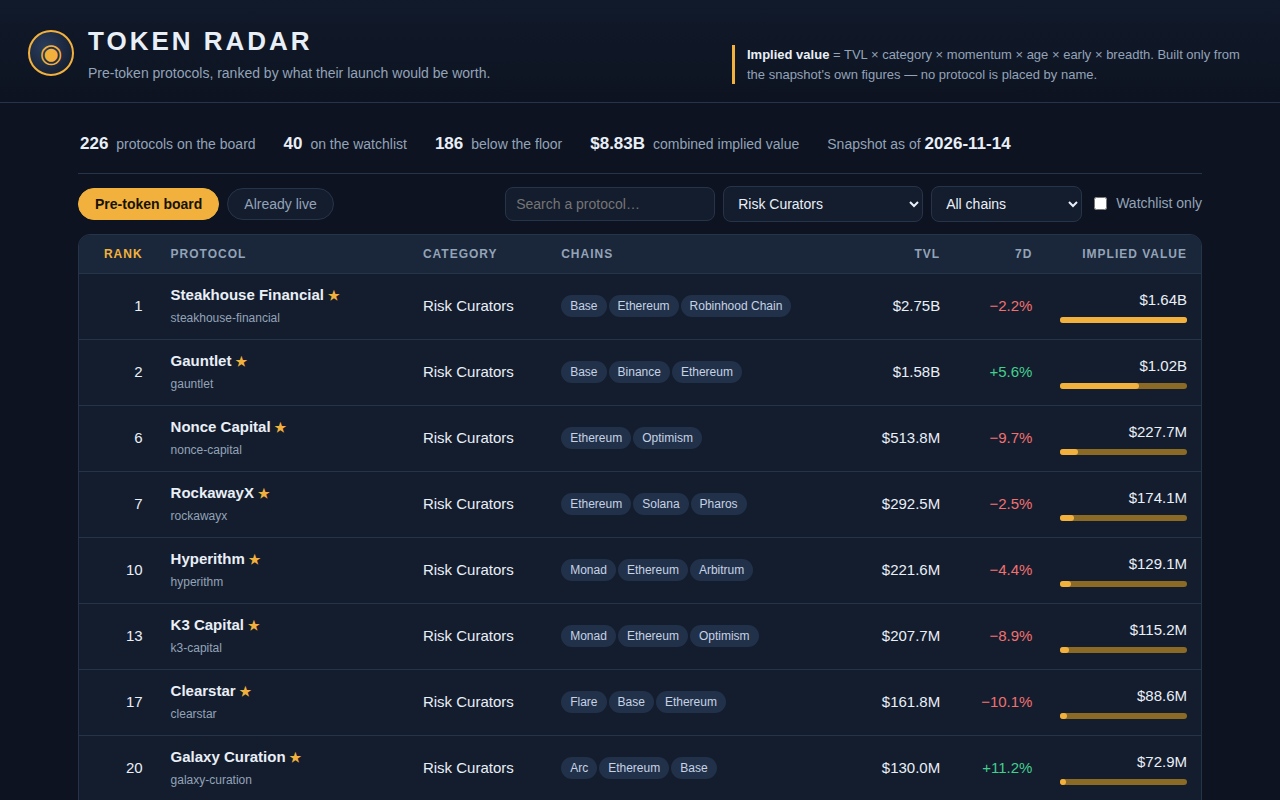 TOKEN RADAR
Pre-token protocols, ranked by what their launch would be worth.
Implied value = TVL × category × momentum × age × early × breadth. Built only from
the snapshot's own figures — no protocol is placed by name.
226 protocols on the board 40 on the watchlist 186 below the floor $8.83B combined implied value Snapshot as of 2026-11-14
Pre-token board Already live Search a protocol… Risk Curators All chains Watchlist only
RANK PROTOCOL CATEGORY CHAINS TVL 7D IMPLIED VALUE
1 Steakhouse Financial ★ Risk Curators Base Ethereum Robinhood Chain $2.75B −2.2% $1.64B
steakhouse-financial
2 Gauntlet ★ Risk Curators Base Binance Ethereum $1.58B +5.6% $1.02B
gauntlet
6 Nonce Capital ★ Risk Curators Ethereum Optimism $513.8M −9.7% $227.7M
nonce-capital
7 RockawayX ★ Risk Curators Ethereum Solana Pharos $292.5M −2.5% $174.1M
rockawayx
10 Hyperithm ★ Risk Curators Monad Ethereum Arbitrum $221.6M −4.4% $129.1M
hyperithm
13 K3 Capital ★ Risk Curators Monad Ethereum Optimism $207.7M −8.9% $115.2M
k3-capital
17 Clearstar ★ Risk Curators Flare Base Ethereum $161.8M −10.1% $88.6M
clearstar
20 Galaxy Curation ★ Risk Curators Arc Ethereum Base $130.0M +11.2% $72.9M
galaxy-curation